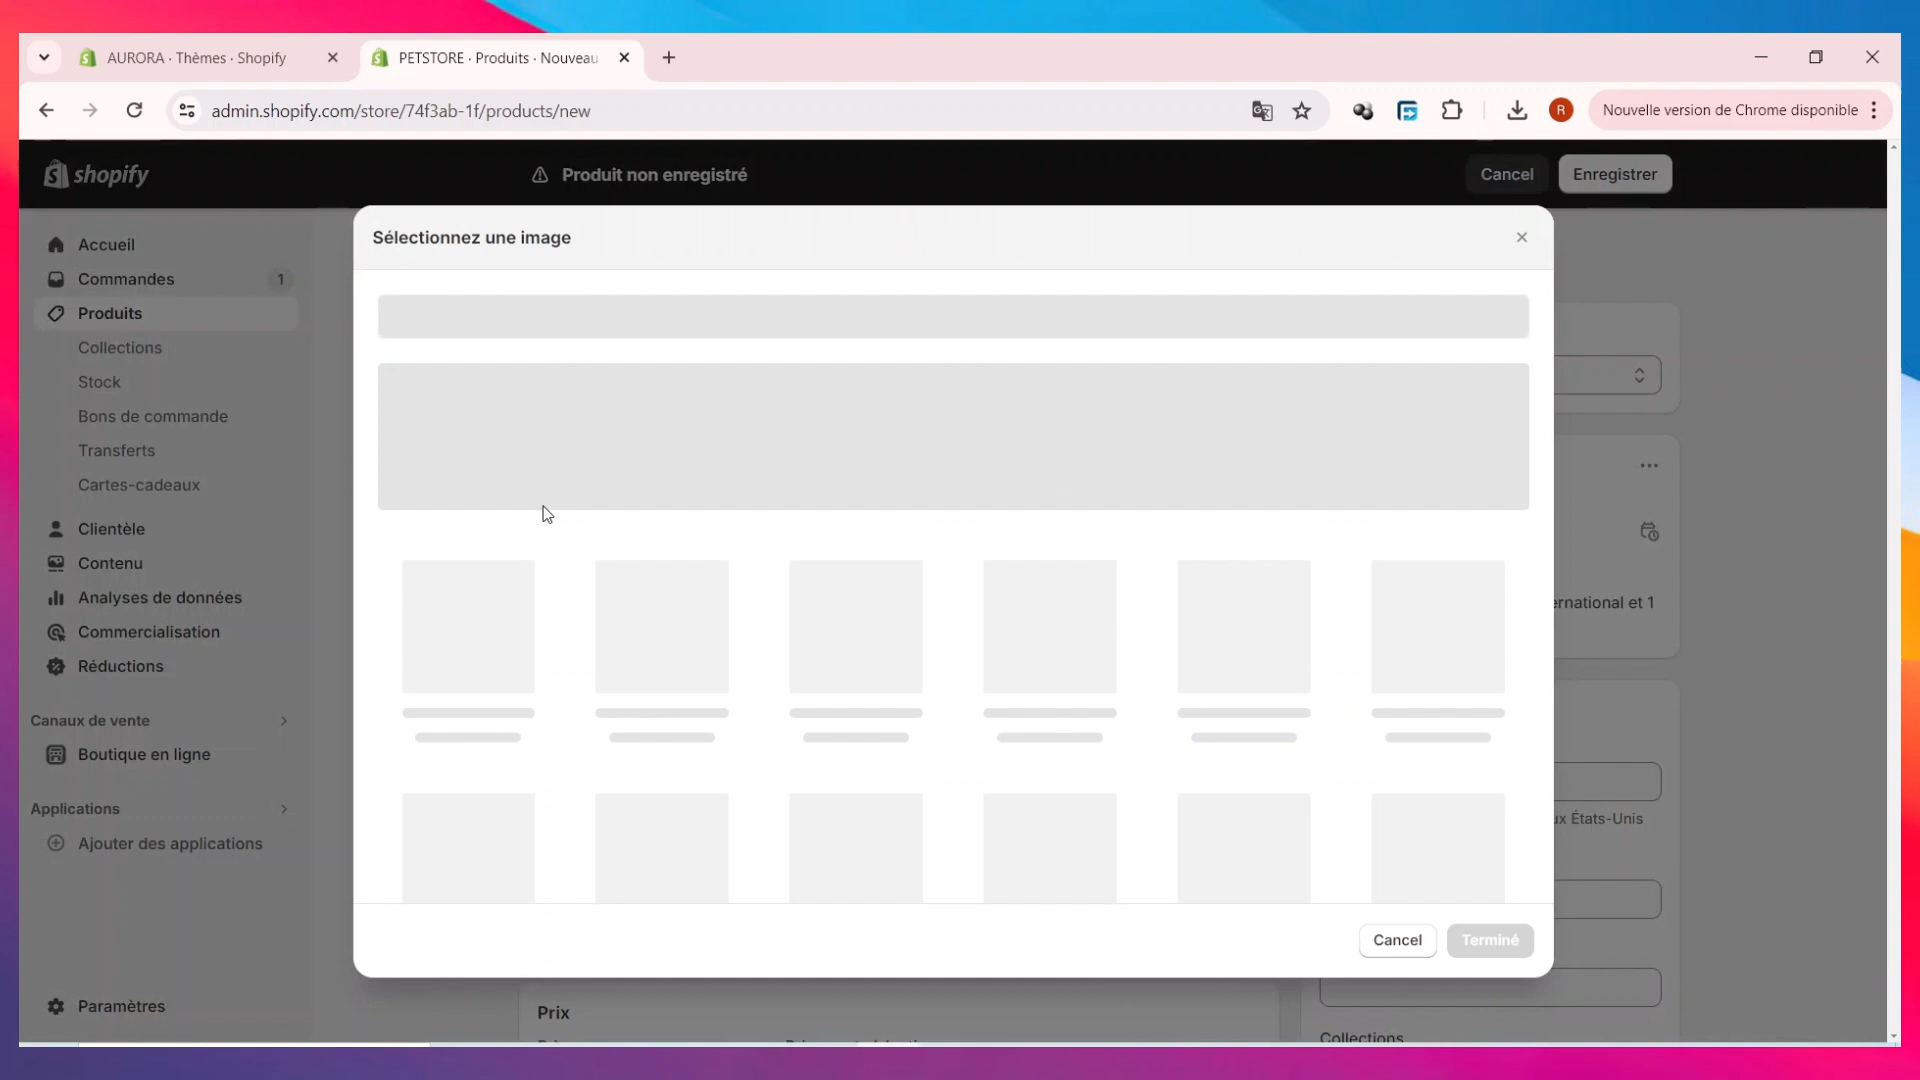 AURORA · Thèmes · Shopify
PETSTORE · Produits · Nouveau
admin.shopify.com/store/74f3ab-1f/products/new
R
Nouvelle version de Chrome disponible
shopify
Produit non enregistré
Cancel
Enregistrer
Sélectionnez une image
Accueil
Commandes
1
Produits
Collections
Stock
Bons de commande
Transferts
Cartes-cadeaux
Clientèle
Contenu
Analyses de données
Commercialisation
Réductions
Canaux de vente
Boutique en ligne
Applications
Ajouter des applications
Paramètres
ernational et 1
ux États-Unis
Cancel
Terminé
Prix
Collections